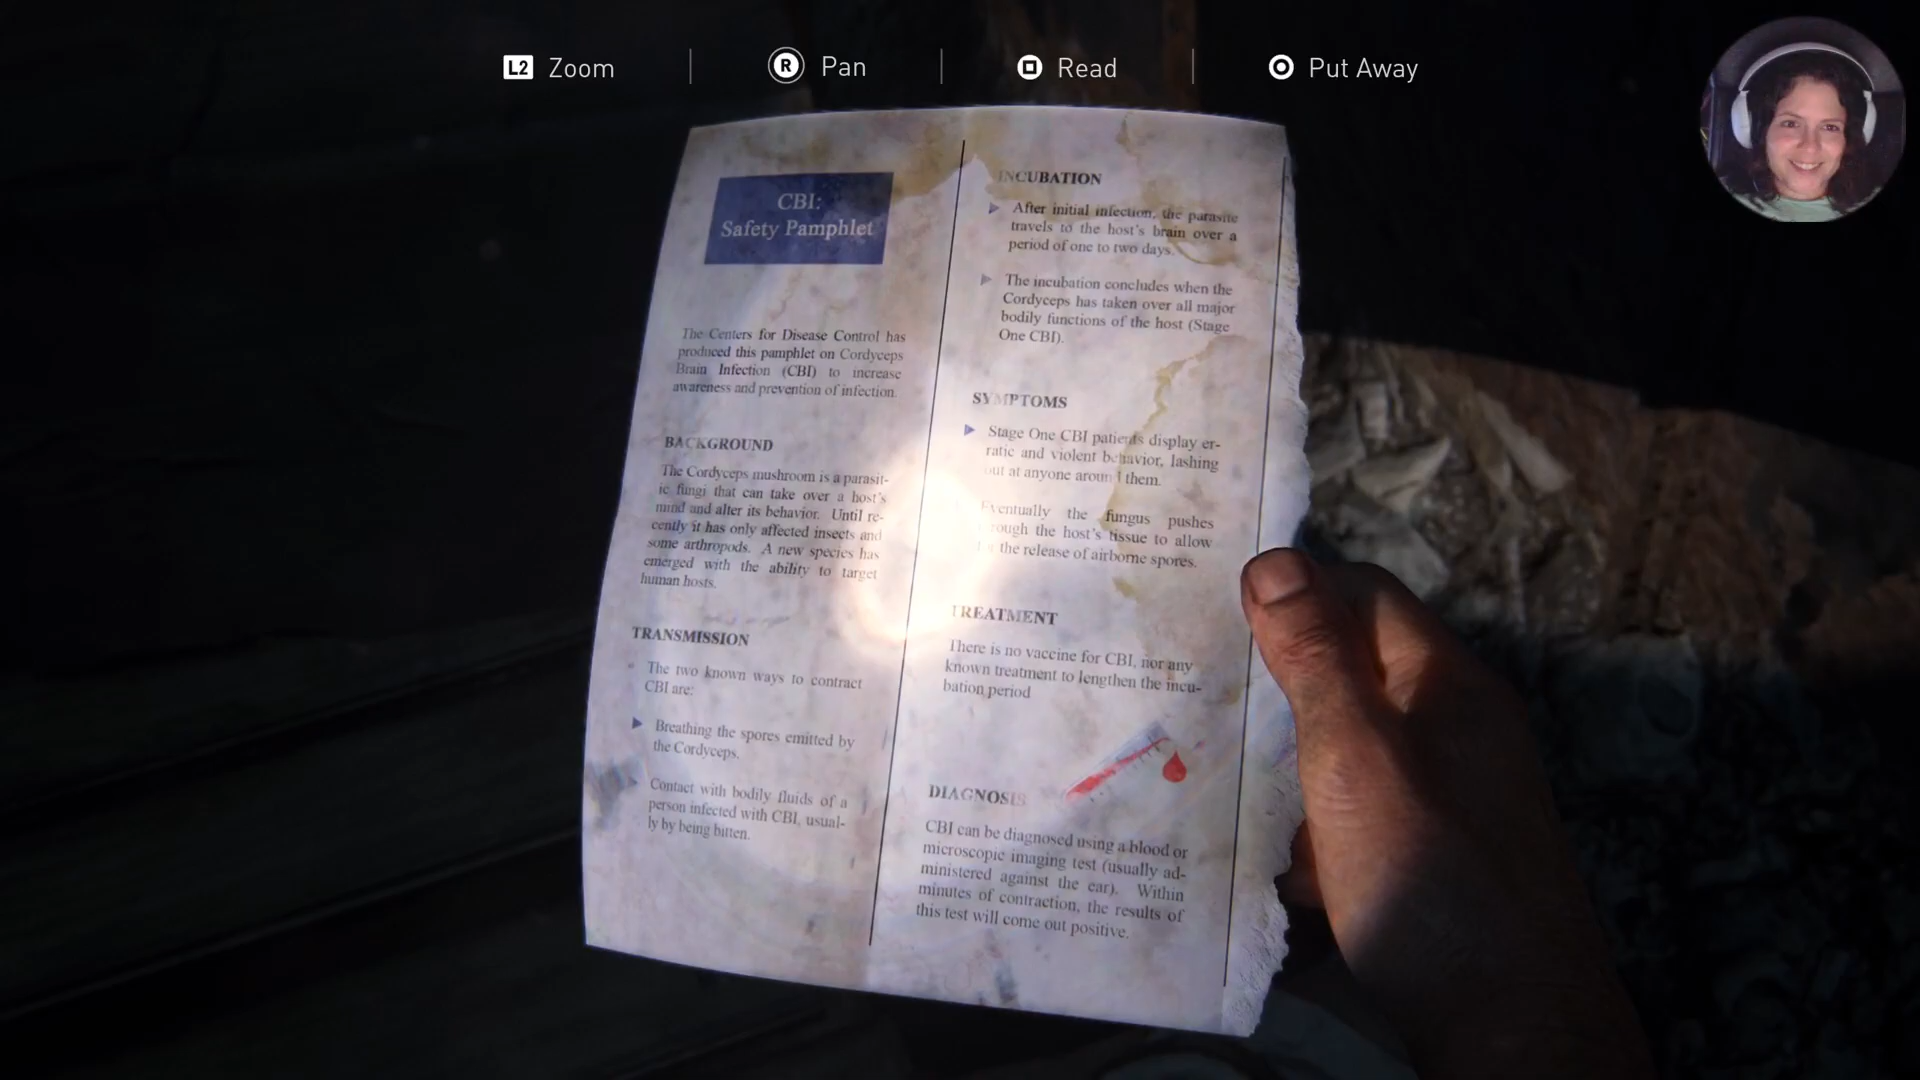 L2 Zoom
R Pan
Read
Put Away
CBI:
Safety Pamphlet
The Centers for Disease Control has
produced this pamphlet on Cordyceps
Brain Infection (CBI) to increase
awareness and prevention of infection.
BACKGROUND
The Cordyceps mushroom is a parasit-
ic fungi that can take over a host's
mind and alter its behavior. Until re-
cently it has only affected insects and
some arthropods. A new species has
emerged with the ability to target
human hosts.
TRANSMISSION
The two known ways to contract
CBI are:
Breathing the spores emitted by
the Cordyceps.
Contact with bodily fluids of a
person infected with CBI, usual-
ly by being bitten.
INCUBATION
After initial infection, the parasite
travels to the host's brain over a
period of one to two days.
The incubation concludes when the
Cordyceps has taken over all major
bodily functions of the host (Stage
One CBI).
SYMPTOMS
Stage One CBI patients display er-
ratic and violent behavior, lashing
out at anyone around them.
Eventually the fungus pushes
through the host's tissue to allow
for the release of airborne spores.
TREATMENT
There is no vaccine for CBI, nor any
known treatment to lengthen the incu-
bation period
DIAGNOSIS
CBI can be diagnosed using a blood or
microscopic imaging test (usually ad-
ministered against the ear). Within
minutes of contraction, the results of
this test will come out positive.